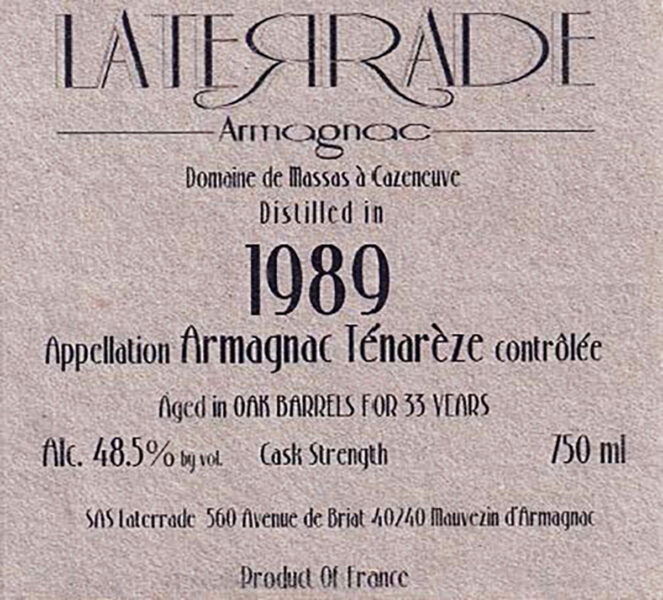 LATERRADE
Armagnac
Domaine de Massas à Cazeneuve
Distilled in
1989
Appellation Armagnac Ténarèze contrôlée
Aged in OAK BARRELS FOR 33 YEARS
Alc. 48.5% by vol. Cask Strength 750 ml
SAS Laterrade 560 Avenue de Briat 40240 Mauvezin d'Armagnac
Product Of France